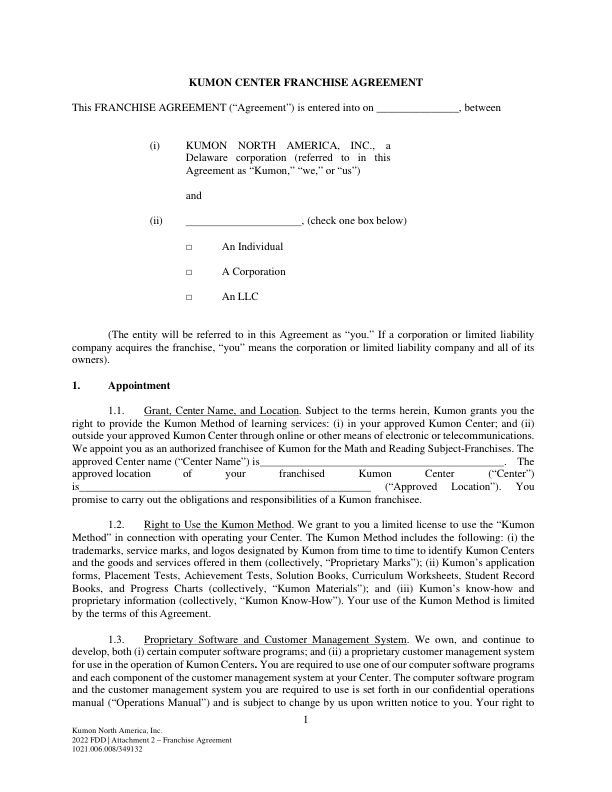 KUMON CENTER FRANCHISE AGREEMENT
This FRANCHISE AGREEMENT (“Agreement”) is entered into on _______________, between
(i) KUMON NORTH AMERICA, INC., a
Delaware corporation (referred to in this
Agreement as “Kumon,” “we,” or “us”)
and
(ii) _____________________, (check one box below)
□ An Individual
□ A Corporation
□ An LLC
(The entity will be referred to in this Agreement as “you.” If a corporation or limited liability
company acquires the franchise, “you” means the corporation or limited liability company and all of its
owners).
1. Appointment
1.1. Grant, Center Name, and Location. Subject to the terms herein, Kumon grants you the
right to provide the Kumon Method of learning services: (i) in your approved Kumon Center; and (ii)
outside your approved Kumon Center through online or other means of electronic or telecommunications.
We appoint you as an authorized franchisee of Kumon for the Math and Reading Subject-Franchises. The
approved Center name (“Center Name”) is_____________________________________________. The
approved location of your franchised Kumon Center (“Center”)
is_____________________________________________________ (“Approved Location”). You
promise to carry out the obligations and responsibilities of a Kumon franchisee.
1.2. Right to Use the Kumon Method. We grant to you a limited license to use the “Kumon
Method” in connection with operating your Center. The Kumon Method includes the following: (i) the
trademarks, service marks, and logos designated by Kumon from time to time to identify Kumon Centers
and the goods and services offered in them (collectively, “Proprietary Marks”); (ii) Kumon’s application
forms, Placement Tests, Achievement Tests, Solution Books, Curriculum Worksheets, Student Record
Books, and Progress Charts (collectively, “Kumon Materials”); and (iii) Kumon’s know-how and
proprietary information (collectively, “Kumon Know-How”). Your use of the Kumon Method is limited
by the terms of this Agreement.
1.3. Proprietary Software and Customer Management System. We own, and continue to
develop, both (i) certain computer software programs; and (ii) a proprietary customer management system
for use in the operation of Kumon Centers. You are required to use one of our computer software programs
and each component of the customer management system at your Center. The computer software program
and the customer management system you are required to use is set forth in our confidential operations
manual (“Operations Manual”) and is subject to change by us upon written notice to you. Your right to
1
Kumon North America, Inc.
2022 FDD | Attachment 2 – Franchise Agreement
1021.006.008/349132